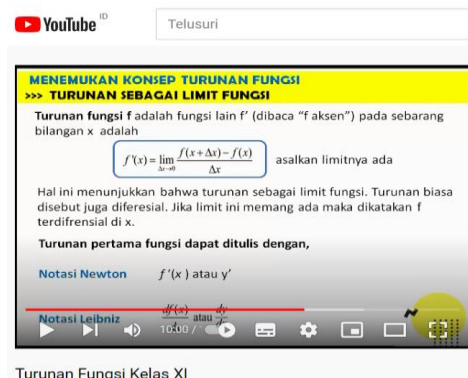 YouTube ID
Telusuri
MENEMUKAN KONSEP TURUNAN FUNGSI
>>> TURUNAN SEBAGAI LIMIT FUNGSI
Turunan fungsi f adalah fungsi lain f' (dibaca “f aksen”) pada sebarang
bilangan x adalah
f'(x) = lim Δx→0 f(x + Δx) − f(x) / Δx asalkan limitnya ada
Hal ini menunjukkan bahwa turunan sebagai limit fungsi. Turunan biasa
disebut juga diferesial. Jika limit ini memang ada maka dikatakan f
terdifrensial di x.
Turunan pertama fungsi dapat ditulis dengan,
Notasi Newton f '(x ) atau y'
Notasi Leibniz df(x) atau dy
10:00 /
Turunan Fungsi Kelas XI